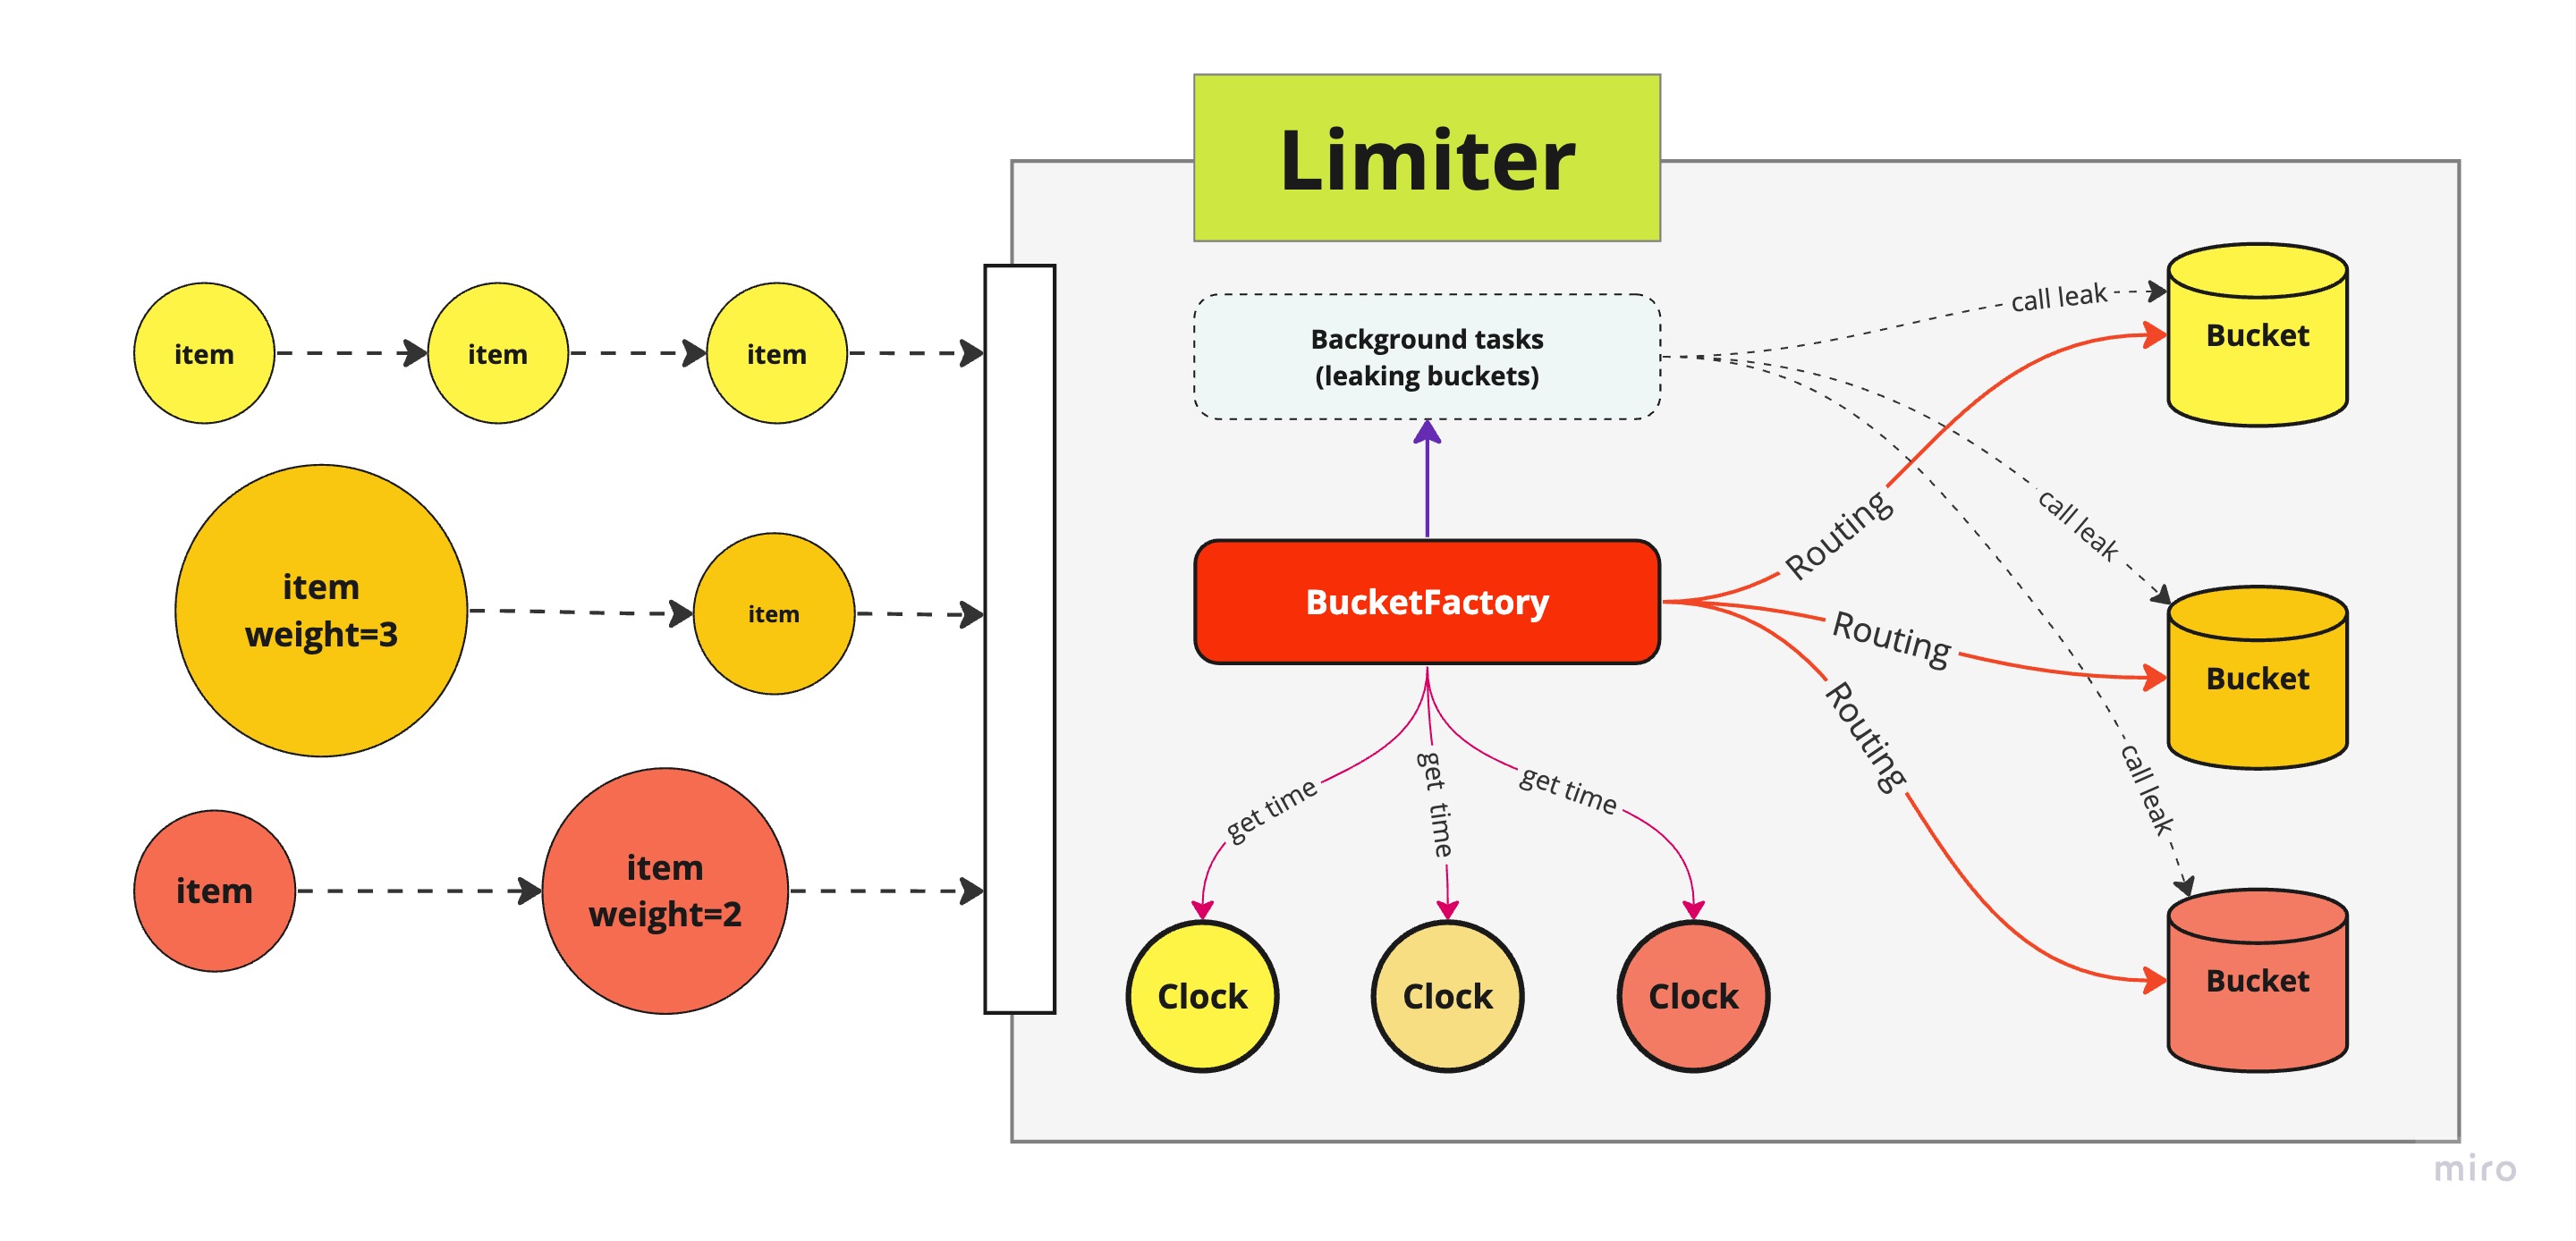 Limiter
item
item
item
item
weight=3
item
item
item
weight=2
Background tasks
(leaking buckets)
BucketFactory
call leak
call leak
call leak
Routing
Routing
Routing
get time
get time
get time
Clock
Clock
Clock
Bucket
Bucket
Bucket
miro